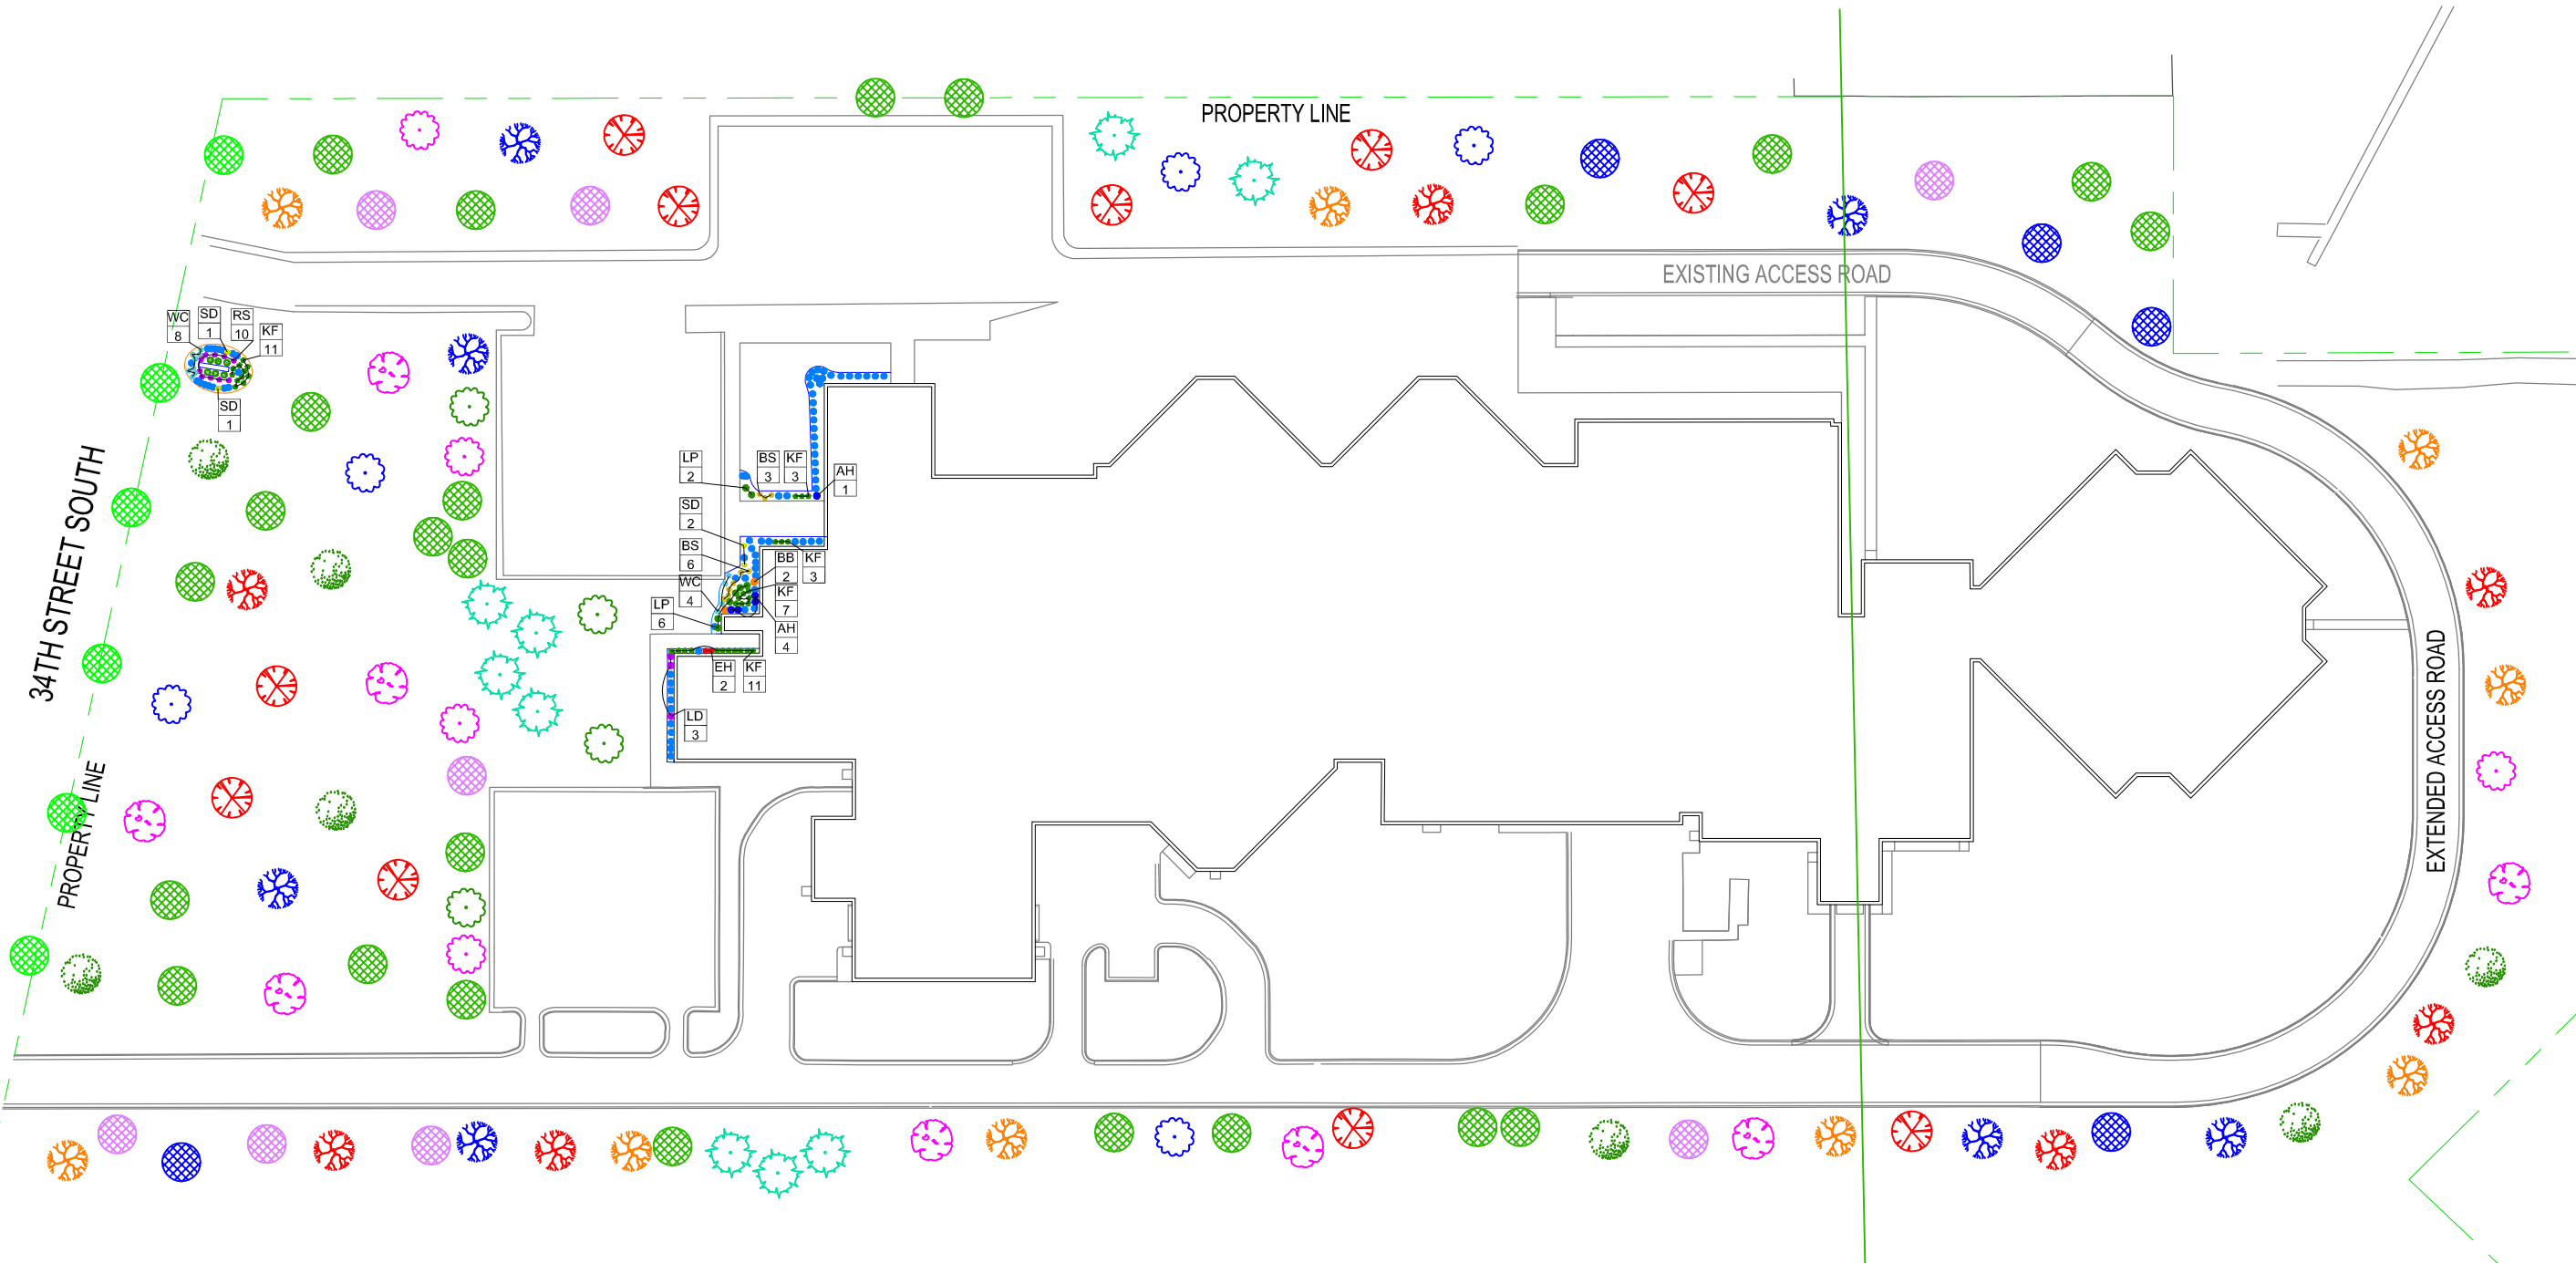 PROPERTY LINE
EXISTING ACCESS ROAD
WC
8
SD
1
RS
10
KF
11
SD
1
34TH STREET SOUTH
PROPERTY LINE
LP
2
BS
3
KF
3
AH
1
SD
2
BS
6
WC
4
LP
6
BB
2
KF
3
KF
7
AH
4
EH
2
KF
11
LD
3
EXTENDED ACCESS ROAD